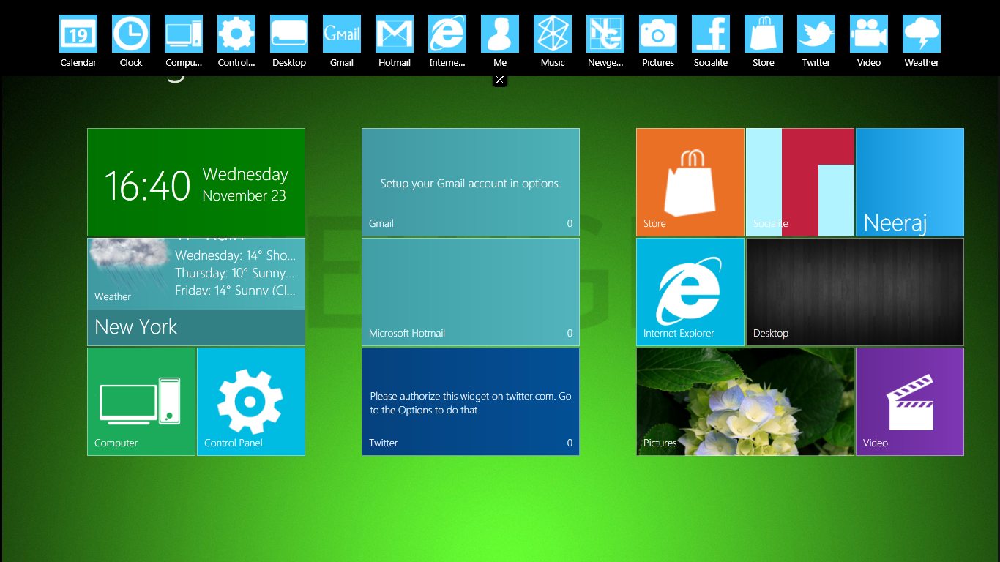 19
Gmail
Calendar
Clock
Compu...
Control...
Desktop
Gmail
Hotmail
Interne...
Me
Music
Newge...
Pictures
Socialite
Store
Twitter
Video
Weather
16:40
Wednesday
November 23
Wednesday: 14° Sho...
Thursday: 10° Sunny...
Friday: 14° Sunny (Cl...
Weather
New York
Computer
Control Panel
Setup your Gmail account in options.
Gmail 0
Microsoft Hotmail 0
Please authorize this widget on twitter.com. Go
to the Options to do that.
Twitter 0
Store
Socialite
Neeraj
Internet Explorer
Desktop
Pictures
Video